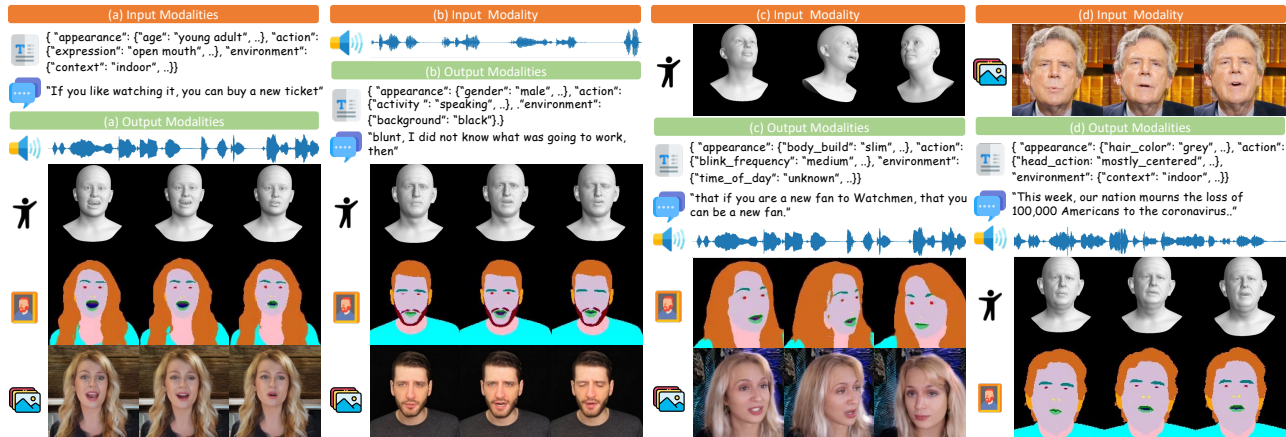 (a) Input Modalities
{ “appearance”: {“age”: “young adult”, ..}, “action”:
{“expression”: “open mouth”, ..}, “environment”:
{“context”: “indoor”, ..}}
“If you like watching it, you can buy a new ticket”
(a) Output Modalities
(b) Input Modality
(b) Output Modalities
{ “appearance”: {“gender”: “male”, ..}, “action”:
{“activity ”: “speaking”, ..}, .“environment”:
{“background”: “black”}.}
“blunt, I did not know what was going to work,
then”
(c) Input Modality
(c) Output Modalities
{ “appearance”: {“body_build”: “slim”, ..}, “action”:
{“blink_frequency”: “medium”, ..}, “environment”:
{“time_of_day”: “unknown”, ..}}
“that if you are a new fan to Watchmen, that you
can be a new fan.”
(d) Input Modality
(d) Output Modalities
{ “appearance”: {“hair_color”: “grey”, ..}, “action”:
{“head_action: “mostly_centered”, ..},
“environment”: {“context”: “indoor”, ..}}
“This week, our nation mourns the loss of
100,000 Americans to the coronavirus..”